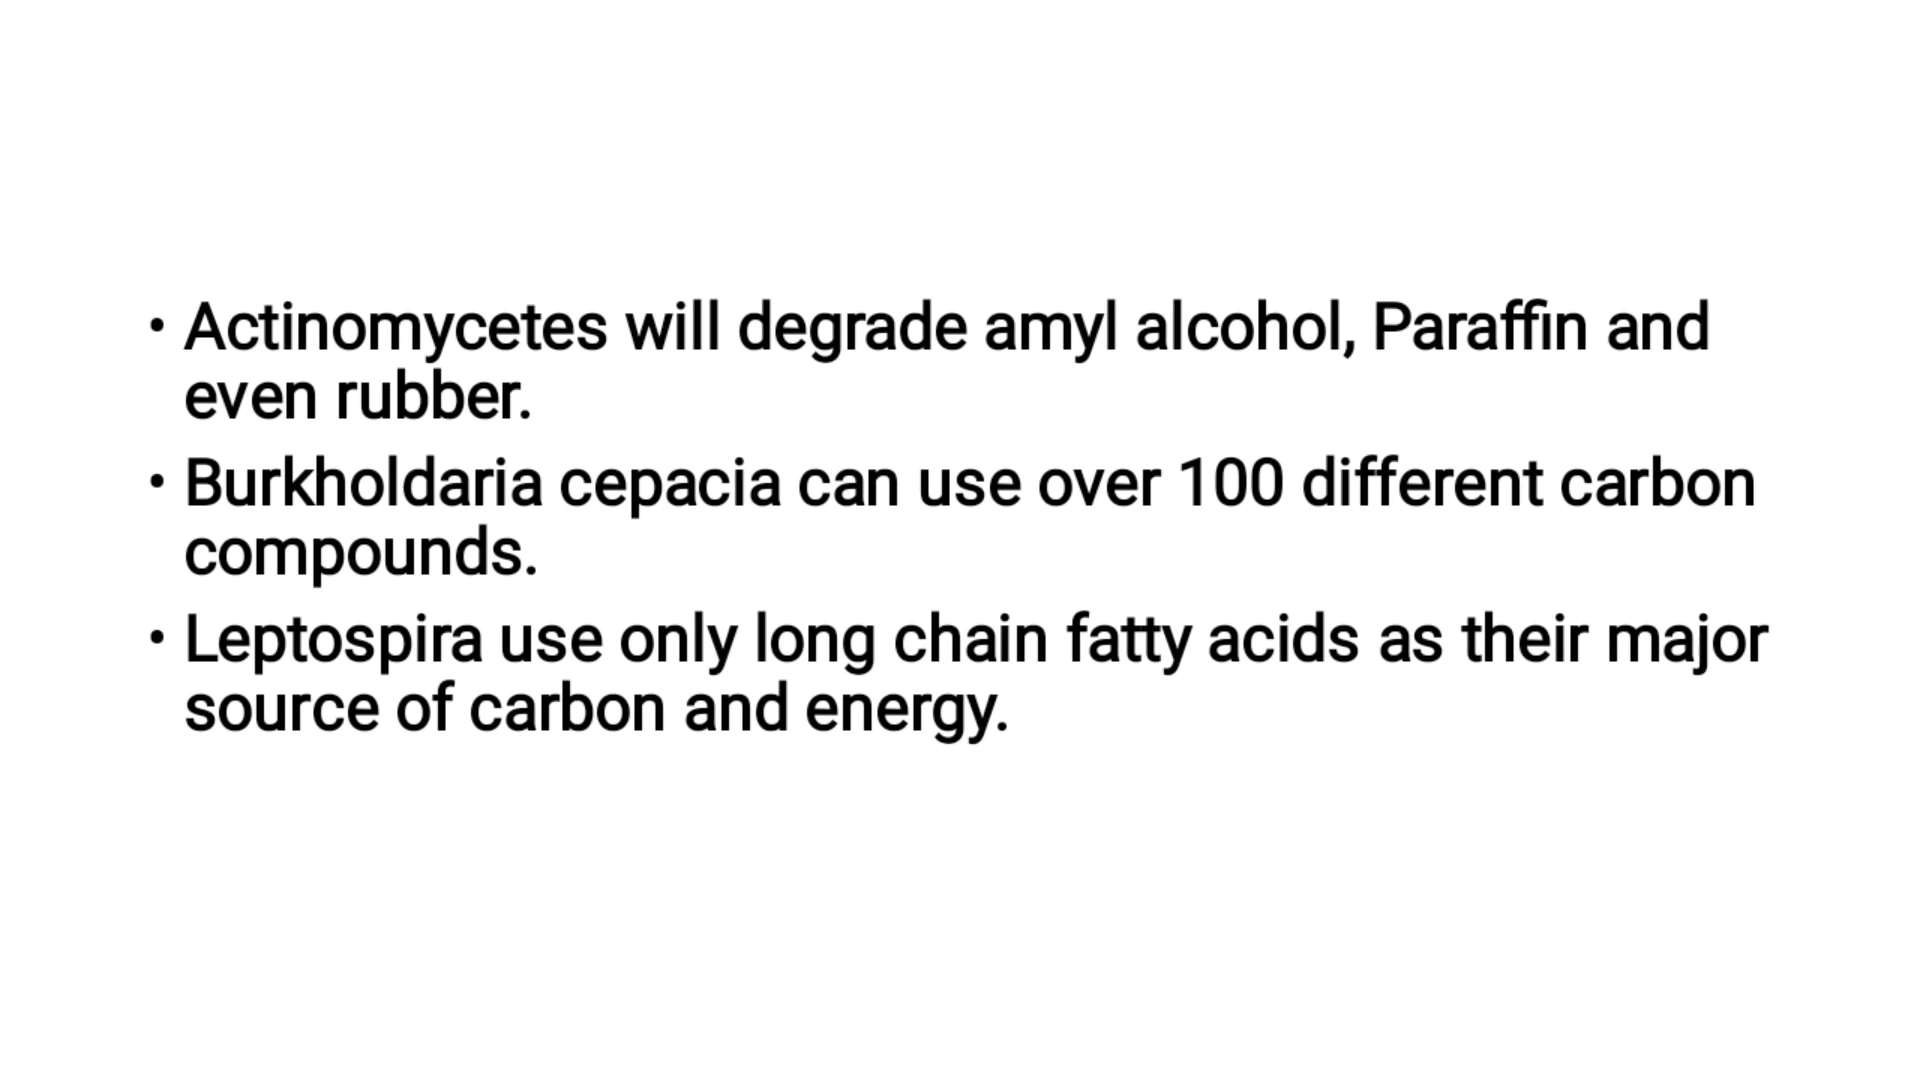 • Actinomycetes will degrade amyl alcohol, Paraffin and
even rubber.
• Burkholdaria cepacia can use over 100 different carbon
compounds.
• Leptospira use only long chain fatty acids as their major
source of carbon and energy.